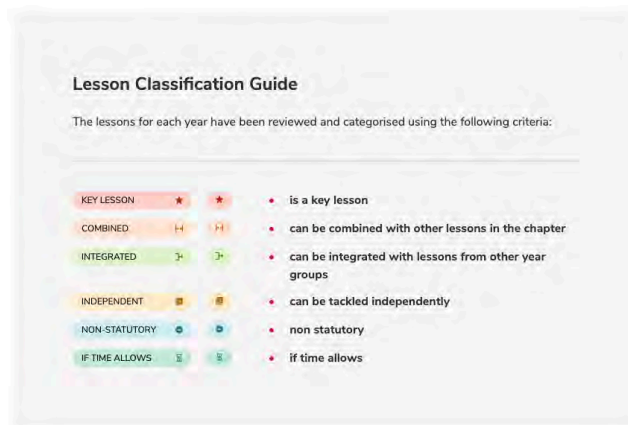 Lesson Classification Guide
The lessons for each year have been reviewed and categorised using the following criteria:
KEY LESSON • is a key lesson
COMBINED • can be combined with other lessons in the chapter
INTEGRATED • can be integrated with lessons from other year
groups
INDEPENDENT • can be tackled independently
NON-STATUTORY • non statutory
IF TIME ALLOWS • if time allows